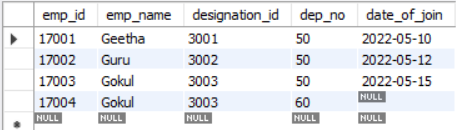 emp_id emp_name designation_id dep_no date_of_join
17001 Geetha 3001 50 2022-05-10
17002 Guru 3002 50 2022-05-12
17003 Gokul 3003 50 2022-05-15
17004 Gokul 3003 60 NULL
NULL NULL NULL NULL NULL